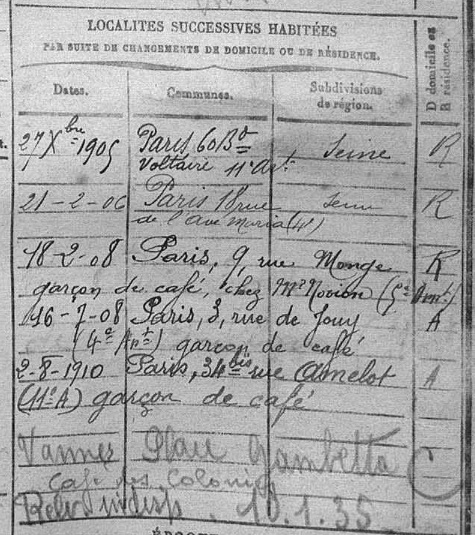 LOCALITES SUCCESSIVES HABITÉES
PAR SUITE DE CHANGEMENTS DE DOMICILE OU DE RÉSIDENCE.
D domicile ou
R résidence.
Dates. Communes. Subdivisions
de région.
27 Xbre 1905 Paris 60 Bd Seine R
Voltaire 11e Art
21-2-06 Paris 18 rue Seine R
de l'Ave Maria (4e)
18-2-08 Paris, 9 rue Monge R
garçon de café, chez Mr Novion (5e Arrt.)
16-7-08 Paris, 3, rue de Jouy A
(4e Arrt) garçon de café
2-8-1910 Paris, 34bis rue Amelot A
(11e A) garçon de café
Vannes Place Gambetta
Café des Colonies
10.1.35